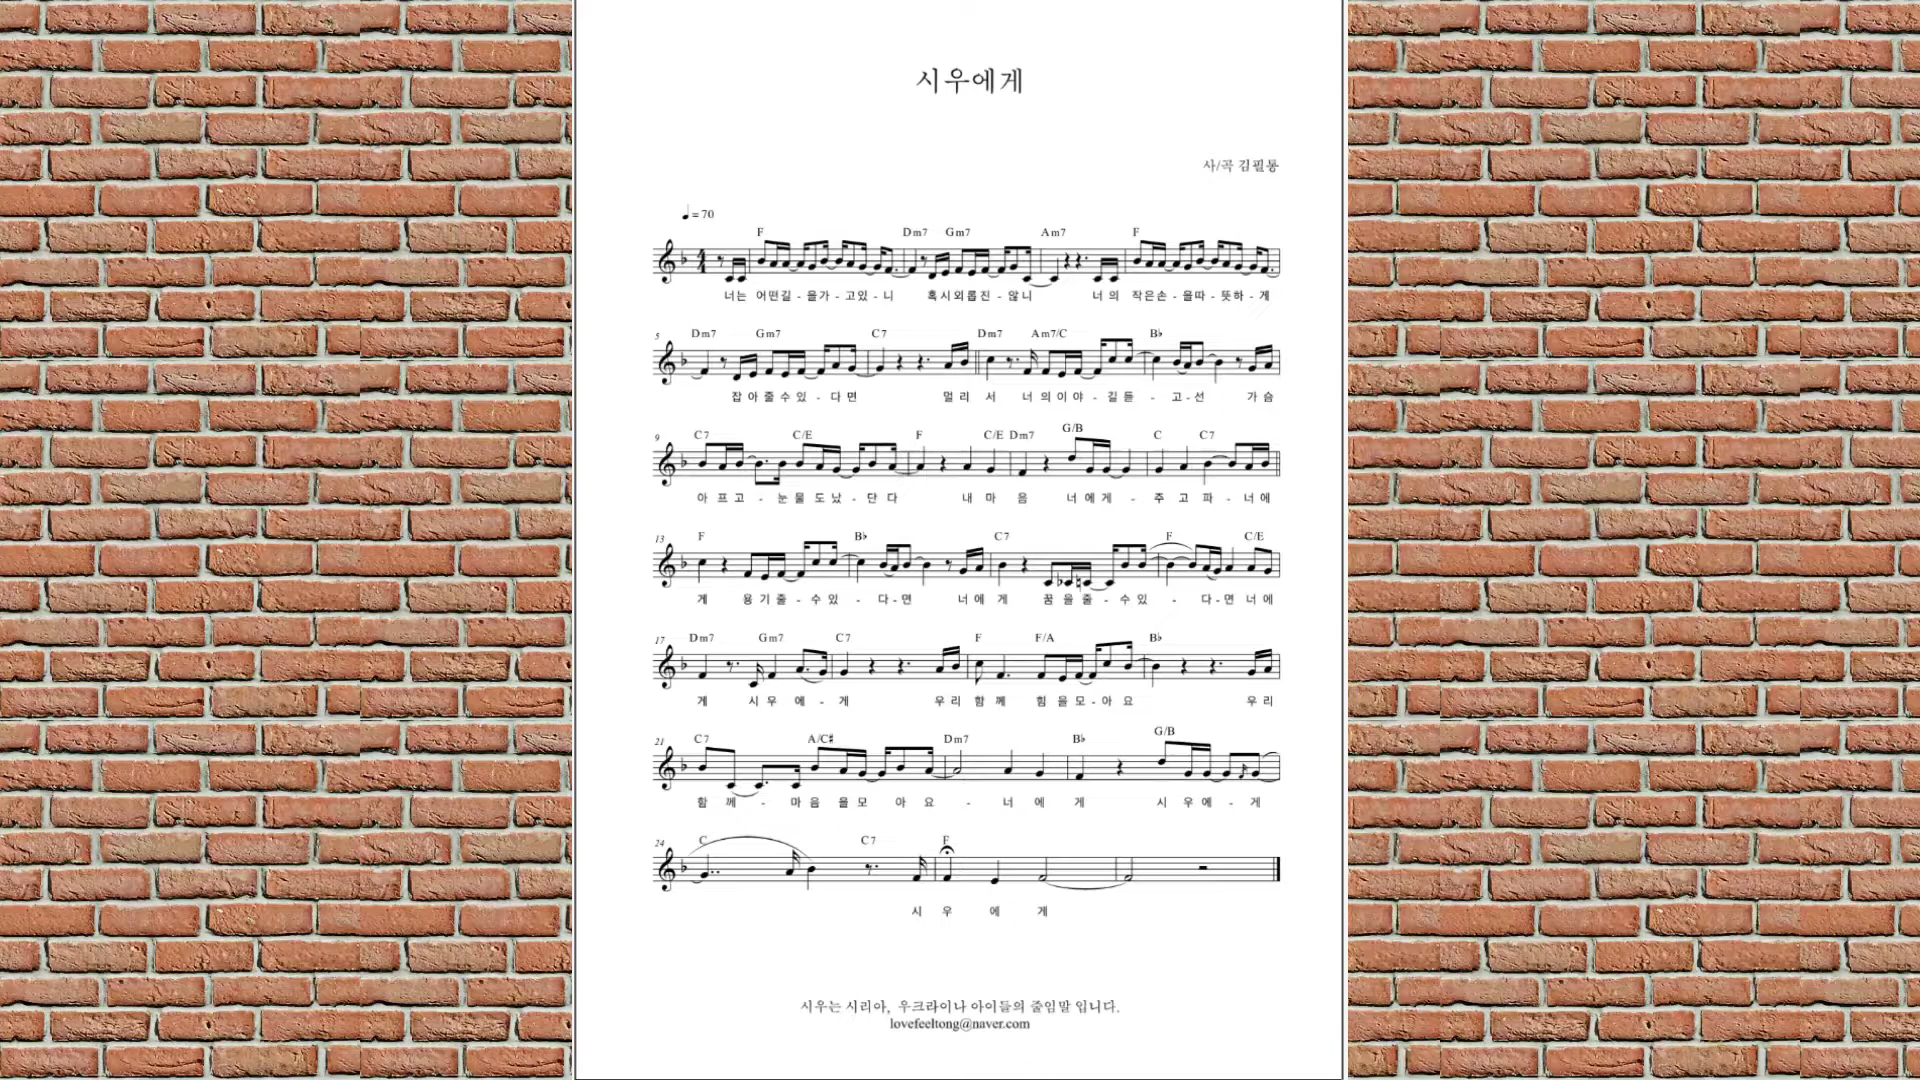 시우에게
사/곡 김필통
= 70
F Dm7 Gm7 Am7 F
너는 어떤길 - 을가 - 고있 - 니 혹시외롭진 - 않니 너의 작은손 - 을따 - 뜻하 - 게
5 Dm7 Gm7 C7 Dm7 Am7/C B♭
잡아줄수있 - 다면 멀리서 너의이야 - 길듣 - 고 - 선 가슴
9 C7 C/E F C/E Dm7 G/B C C7
아프고 - 눈물도났 - 단다 내마음 너에게 - 주고파 - 너에
13 F B♭ C7 F C/E
게 용기줄 - 수있 - 다 - 면 너에게 꿈을줄 - 수있 - 다 - 면 너에
17 Dm7 Gm7 C7 F F/A B♭
게 시우에 - 게 우리함께 힘을모 - 아요 우리
21 C7 A/C♯ Dm7 B♭ G/B
함께 - 마음을모아요 - 너에게 시우에 - 게
24 C C7 F
시우에게
시우는 시리아, 우크라이나 아이들의 줄임말 입니다.
lovefeeltong@naver.com